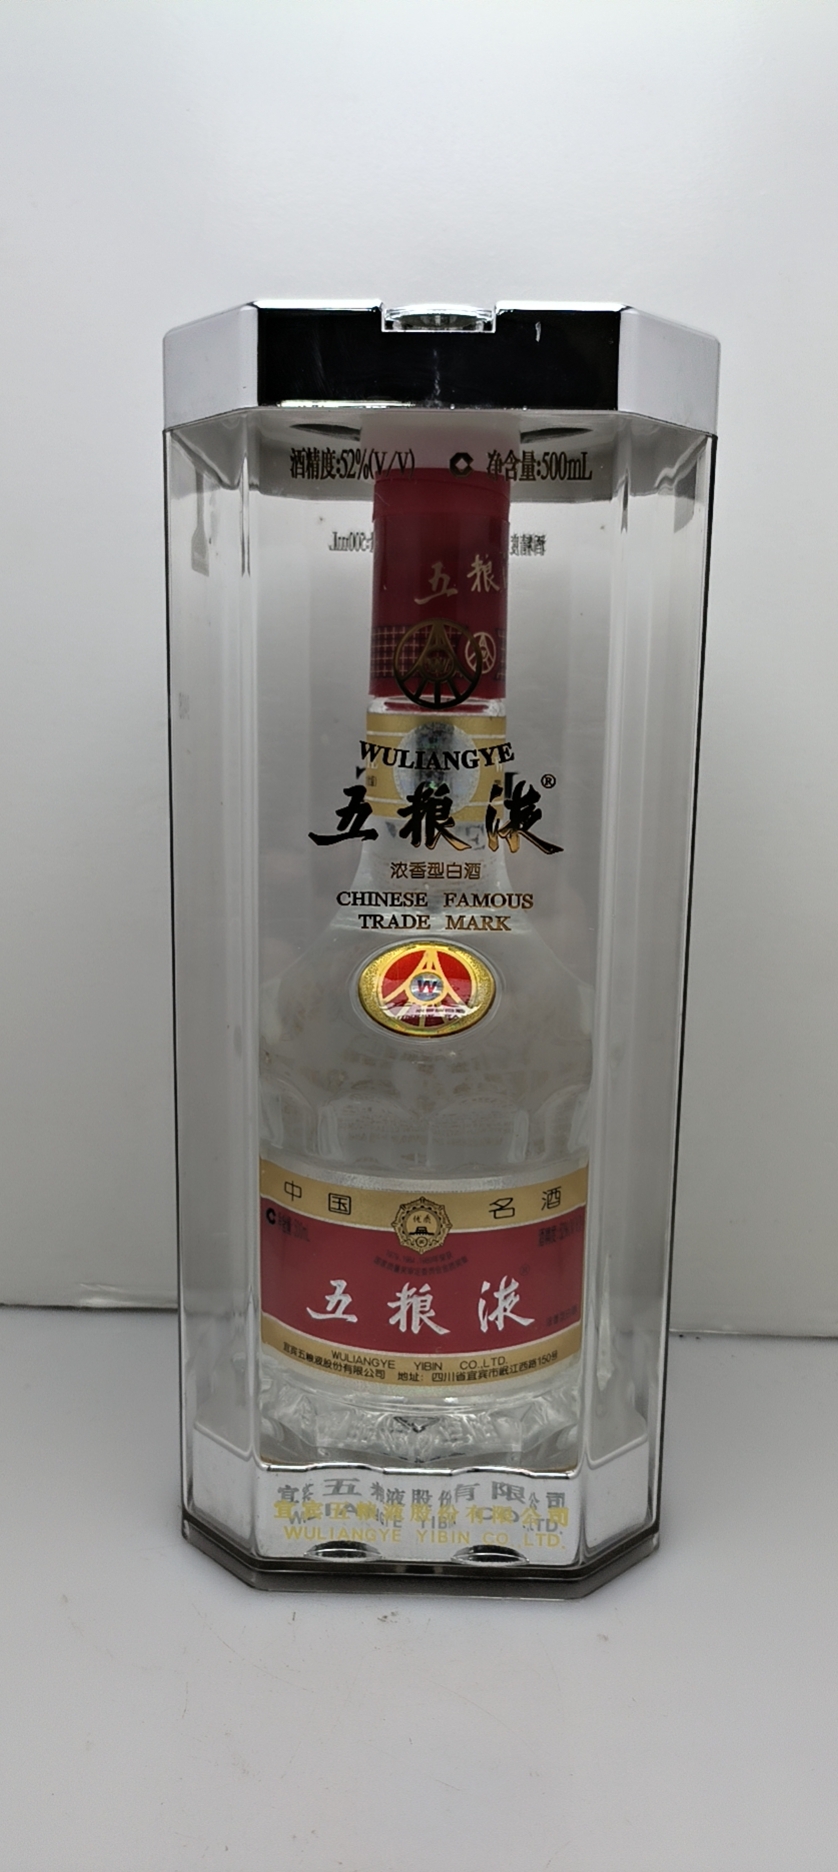 酒精度:52%(V/V) 净含量:500mL
五粮
WULIANGYE
五粮液®
浓香型白酒
CHINESE FAMOUS
TRADE MARK
W
中国 名酒
优质
五粮液
WULIANGYE YIBIN CO.,LTD.
宜宾五粮液股份有限公司 地址：四川省宜宾市岷江西路150号
宜宾五粮液股份有限公司
WULIANGYE YIBIN CO.,LTD.